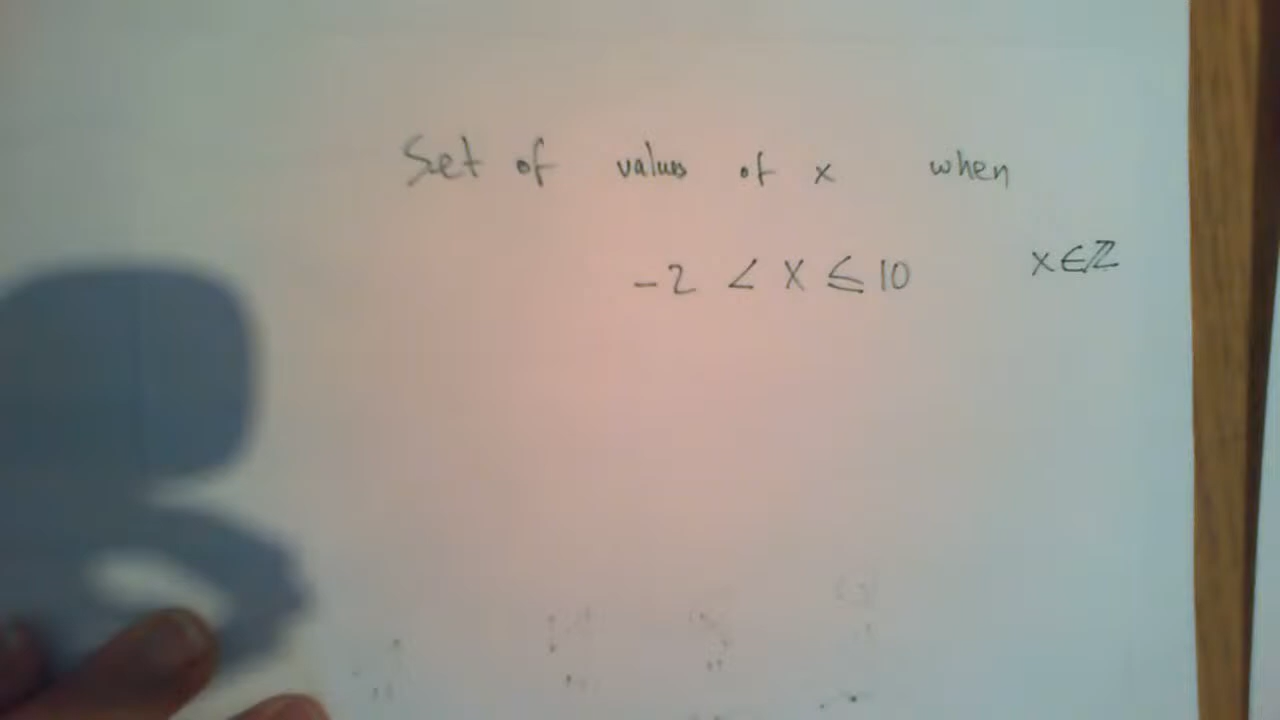 Set of values of x when
-2 < x ≤ 10 x∈ℤ